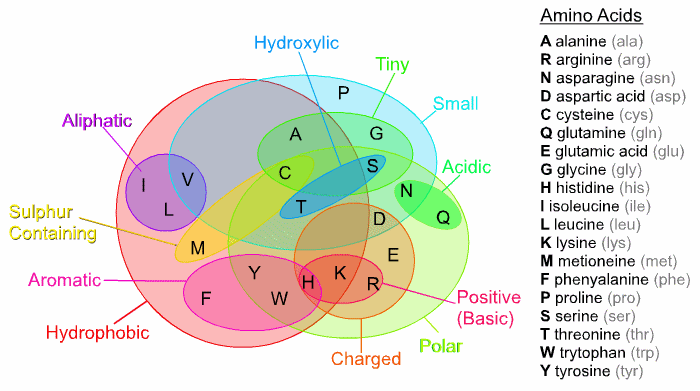 Amino Acids
Hydroxylic
Tiny
Small
Aliphatic
Acidic
Sulphur
Containing
Aromatic
Hydrophobic
Positive
(Basic)
Polar
Charged
P
A
G
C
S
I
V
L
T
N
Q
D
M
E
Y
F
W
H
K
R
A alanine (ala)
R arginine (arg)
N asparagine (asn)
D aspartic acid (asp)
C cysteine (cys)
Q glutamine (gln)
E glutamic acid (glu)
G glycine (gly)
H histidine (his)
I isoleucine (ile)
L leucine (leu)
K lysine (lys)
M metioneine (met)
F phenyalanine (phe)
P proline (pro)
S serine (ser)
T threonine (thr)
W trytophan (trp)
Y tyrosine (tyr)